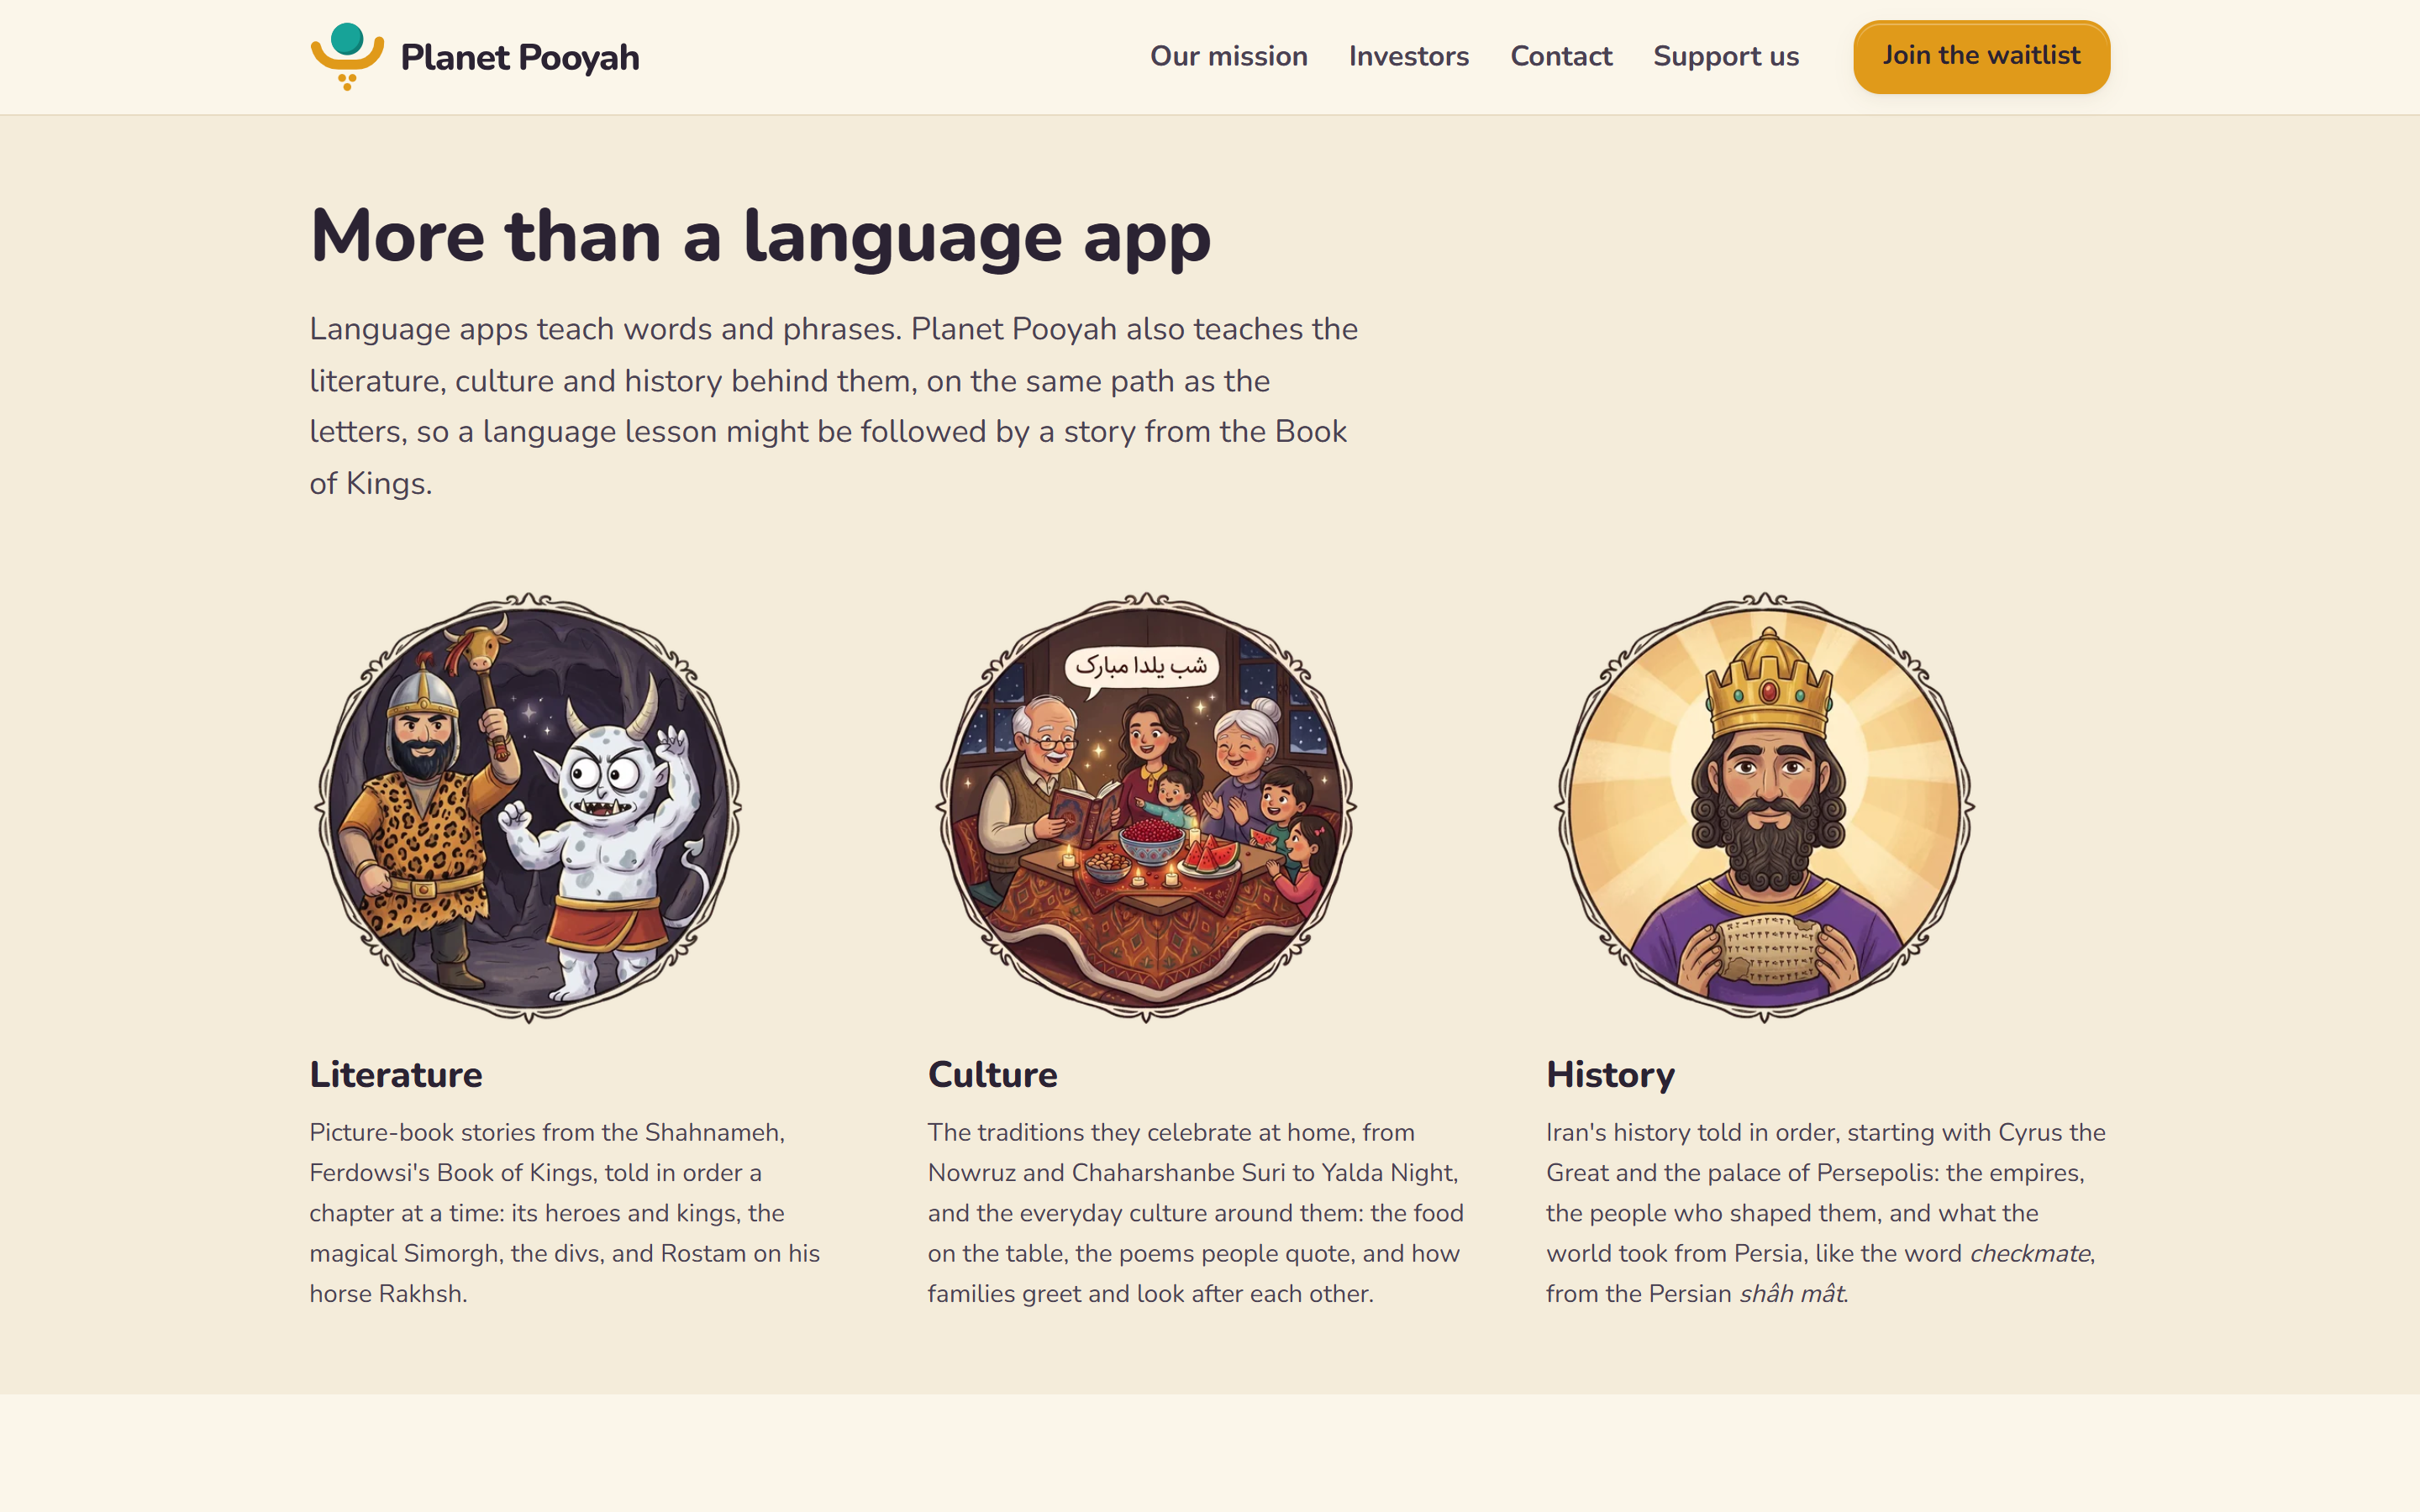 Planet Pooyah
Our mission
Investors
Contact
Support us
Join the waitlist
More than a language app
Language apps teach words and phrases. Planet Pooyah also teaches the
literature, culture and history behind them, on the same path as the
letters, so a language lesson might be followed by a story from the Book
of Kings.
شب یلدا مبارک
Literature
Picture-book stories from the Shahnameh,
Ferdowsi's Book of Kings, told in order a
chapter at a time: its heroes and kings, the
magical Simorgh, the divs, and Rostam on his
horse Rakhsh.
Culture
The traditions they celebrate at home, from
Nowruz and Chaharshanbe Suri to Yalda Night,
and the everyday culture around them: the food
on the table, the poems people quote, and how
families greet and look after each other.
History
Iran's history told in order, starting with Cyrus the
Great and the palace of Persepolis: the empires,
the people who shaped them, and what the
world took from Persia, like the word checkmate,
from the Persian shâh mât.